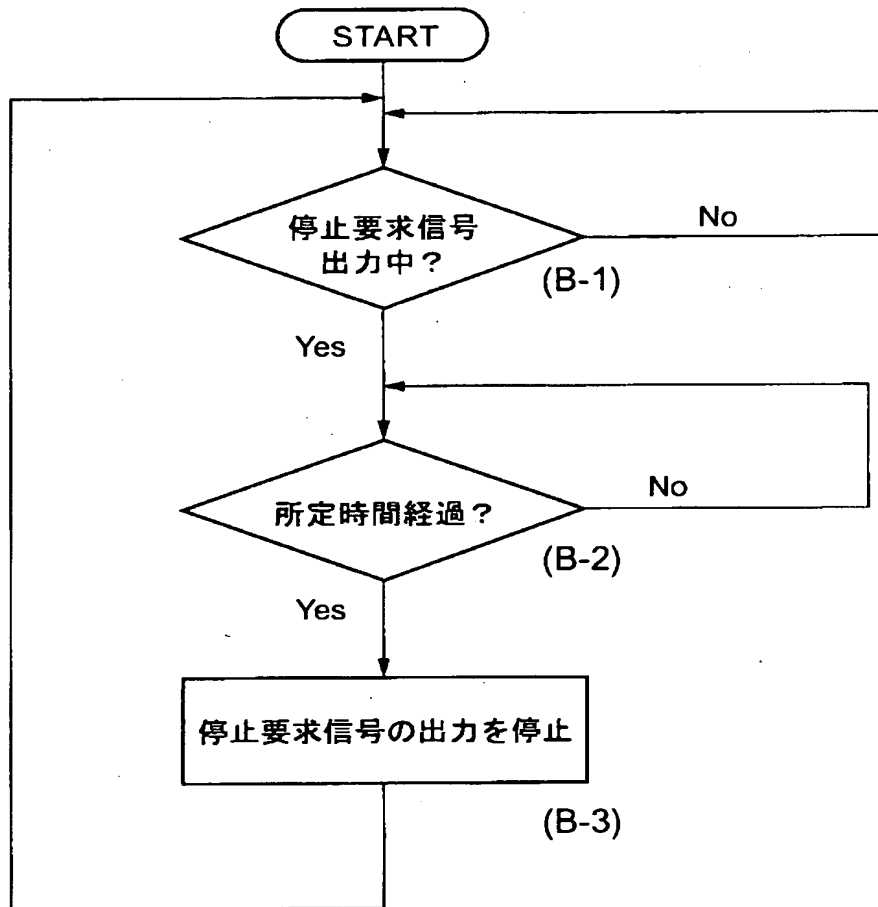 START
停止要求信号
出力中？
No
(B-1)
Yes
所定時間経過？
No
(B-2)
Yes
停止要求信号の出力を停止
(B-3)